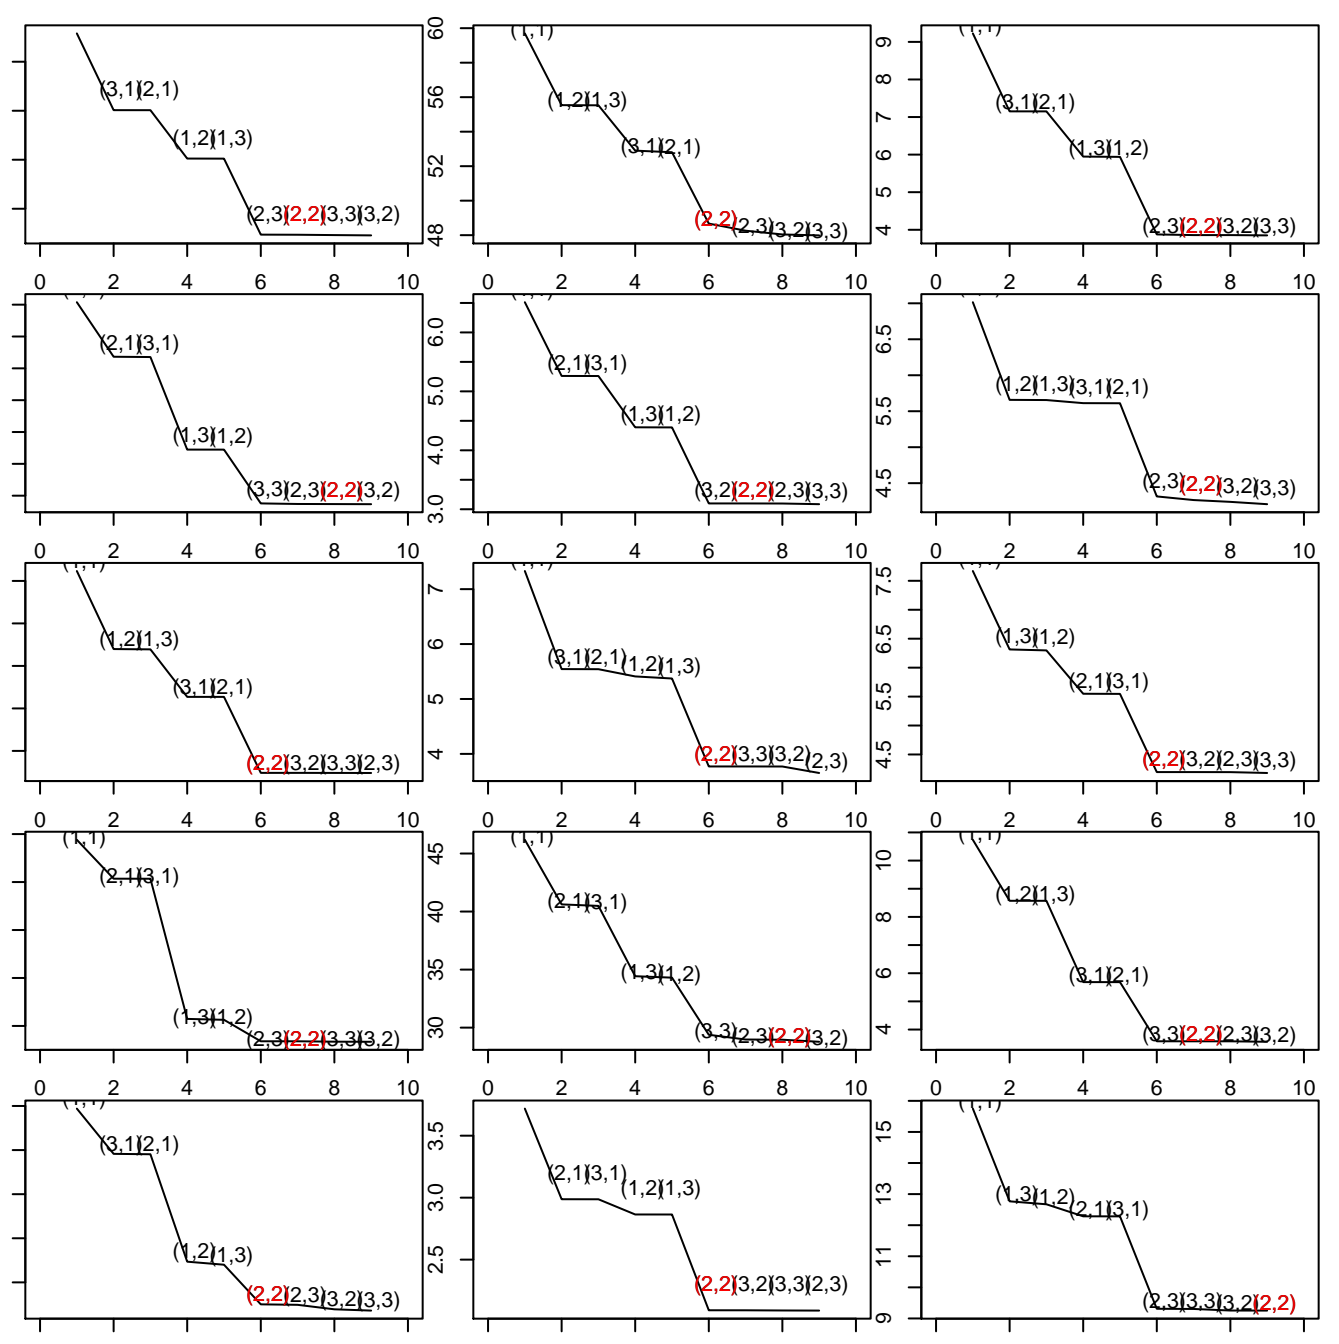 60 56 52 48
9 8 7 6 5 4
(3,1)(2,1) (1,2)(1,3) (2,3)(2,2)(3,3)(3,2)
(1,1) (1,2)(1,3) (3,1)(2,1) (2,2)(2,3)(3,2)(3,3)
(1,1) (3,1)(2,1) (1,3)(1,2) (2,3)(2,2)(3,2)(3,3)
0 2 4 6 8 10
0 2 4 6 8 10
0 2 4 6 8 10
6.0 5.0 4.0 3.0
6.5 5.5 4.5
(2,1)(3,1) (1,3)(1,2) (3,3)(2,3)(2,2)(3,2)
(2,1)(3,1) (1,3)(1,2) (3,2)(2,2)(2,3)(3,3)
(1,2)(1,3)(3,1)(2,1) (2,3)(2,2)(3,2)(3,3)
0 2 4 6 8 10
0 2 4 6 8 10
0 2 4 6 8 10
7 6 5 4
7.5 6.5 5.5 4.5
(1,1) (1,2)(1,3) (3,1)(2,1) (2,2)(3,2)(3,3)(2,3)
(3,1)(2,1)(1,2)(1,3) (2,2)(3,3)(3,2)(2,3)
(1,3)(1,2) (2,1)(3,1) (2,2)(3,2)(2,3)(3,3)
0 2 4 6 8 10
0 2 4 6 8 10
0 2 4 6 8 10
45 40 35 30
10 8 6 4
(1,1) (2,1)(3,1) (1,3)(1,2) (2,3)(2,2)(3,3)(3,2)
(1,1) (2,1)(3,1) (1,3)(1,2) (3,3)(2,3)(2,2)(3,2)
(1,1) (1,2)(1,3) (3,1)(2,1) (3,3)(2,2)(2,3)(3,2)
0 2 4 6 8 10
0 2 4 6 8 10
0 2 4 6 8 10
3.5 3.0 2.5
15 13 11 9
(1,1) (3,1)(2,1) (1,2)(1,3) (2,2)(2,3)(3,2)(3,3)
(2,1)(3,1) (1,2)(1,3) (2,2)(3,2)(3,3)(2,3)
(1,1) (1,3)(1,2)(2,1)(3,1) (2,3)(3,3)(3,2)(2,2)